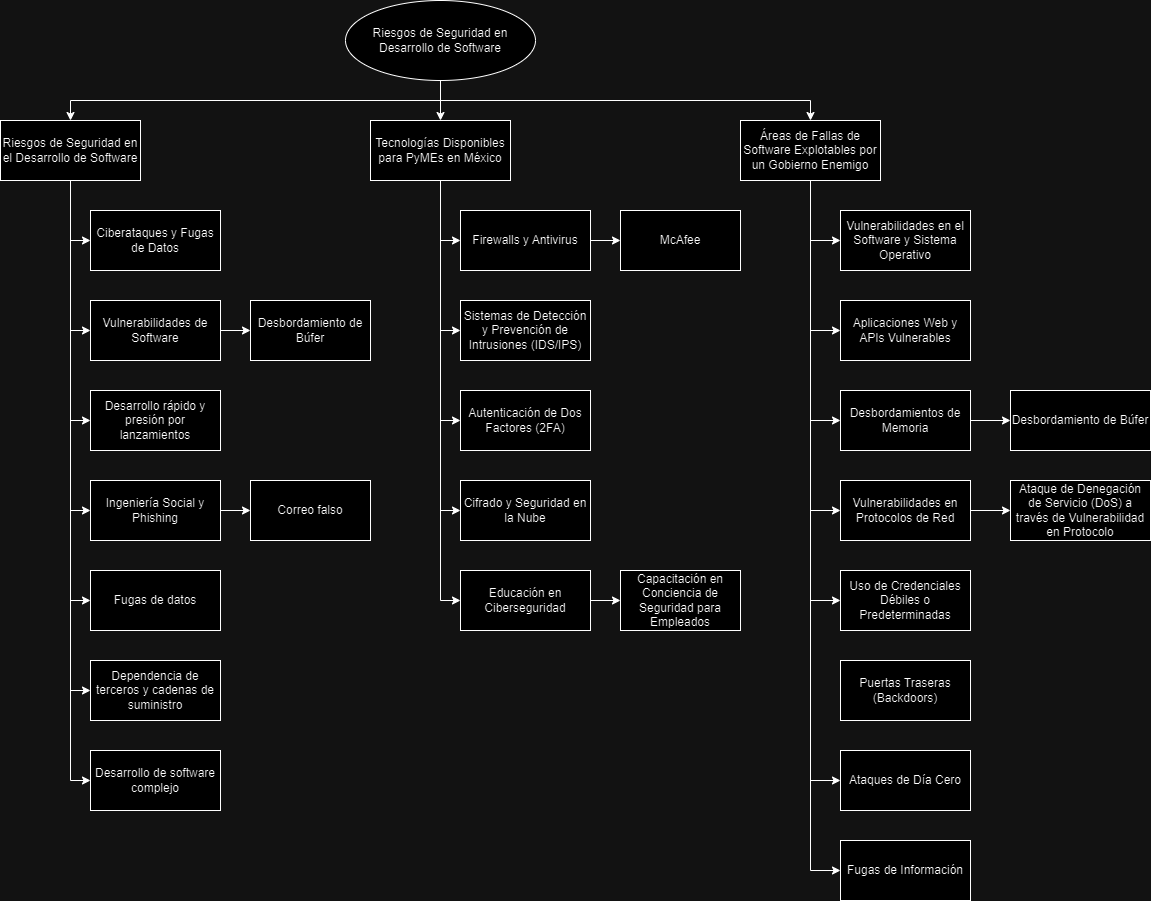 Riesgos de Seguridad en
Desarrollo de Software
Riesgos de Seguridad en
el Desarrollo de Software
Ciberataques y Fugas
de Datos
Vulnerabilidades de
Software
Desbordamiento de
Búfer
Desarrollo rápido y
presión por
lanzamientos
Ingeniería Social y
Phishing
Correo falso
Fugas de datos
Dependencia de
terceros y cadenas de
suministro
Desarrollo de software
complejo
Tecnologías Disponibles
para PyMEs en México
Firewalls y Antivirus
McAfee
Sistemas de Detección
y Prevención de
Intrusiones (IDS/IPS)
Autenticación de Dos
Factores (2FA)
Cifrado y Seguridad en
la Nube
Educación en
Ciberseguridad
Capacitación en
Conciencia de
Seguridad para
Empleados
Áreas de Fallas de
Software Explotables por
un Gobierno Enemigo
Vulnerabilidades en el
Software y Sistema
Operativo
Aplicaciones Web y
APIs Vulnerables
Desbordamientos de
Memoria
Desbordamiento de Búfer
Vulnerabilidades en
Protocolos de Red
Ataque de Denegación
de Servicio (DoS) a
través de Vulnerabilidad
en Protocolo
Uso de Credenciales
Débiles o
Predeterminadas
Puertas Traseras
(Backdoors)
Ataques de Día Cero
Fugas de Información